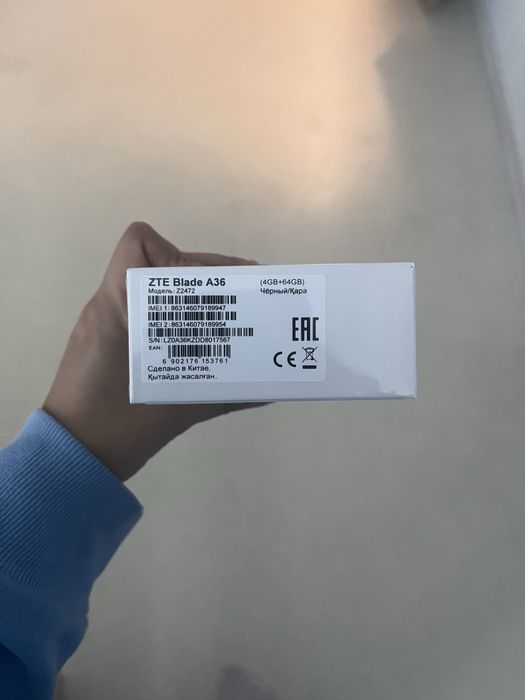 ZTE Blade A36 (4GB+64GB)
Модель: Z2472 Чёрный/Қара
IMEI 1: 863146079189947
IMEI 2: 863146079189954
S/N: LZ0A36KZDD8017567
EAN:
6 902176 153761
Сделано в Китае.
Қытайда жасалған.
EAC
CE